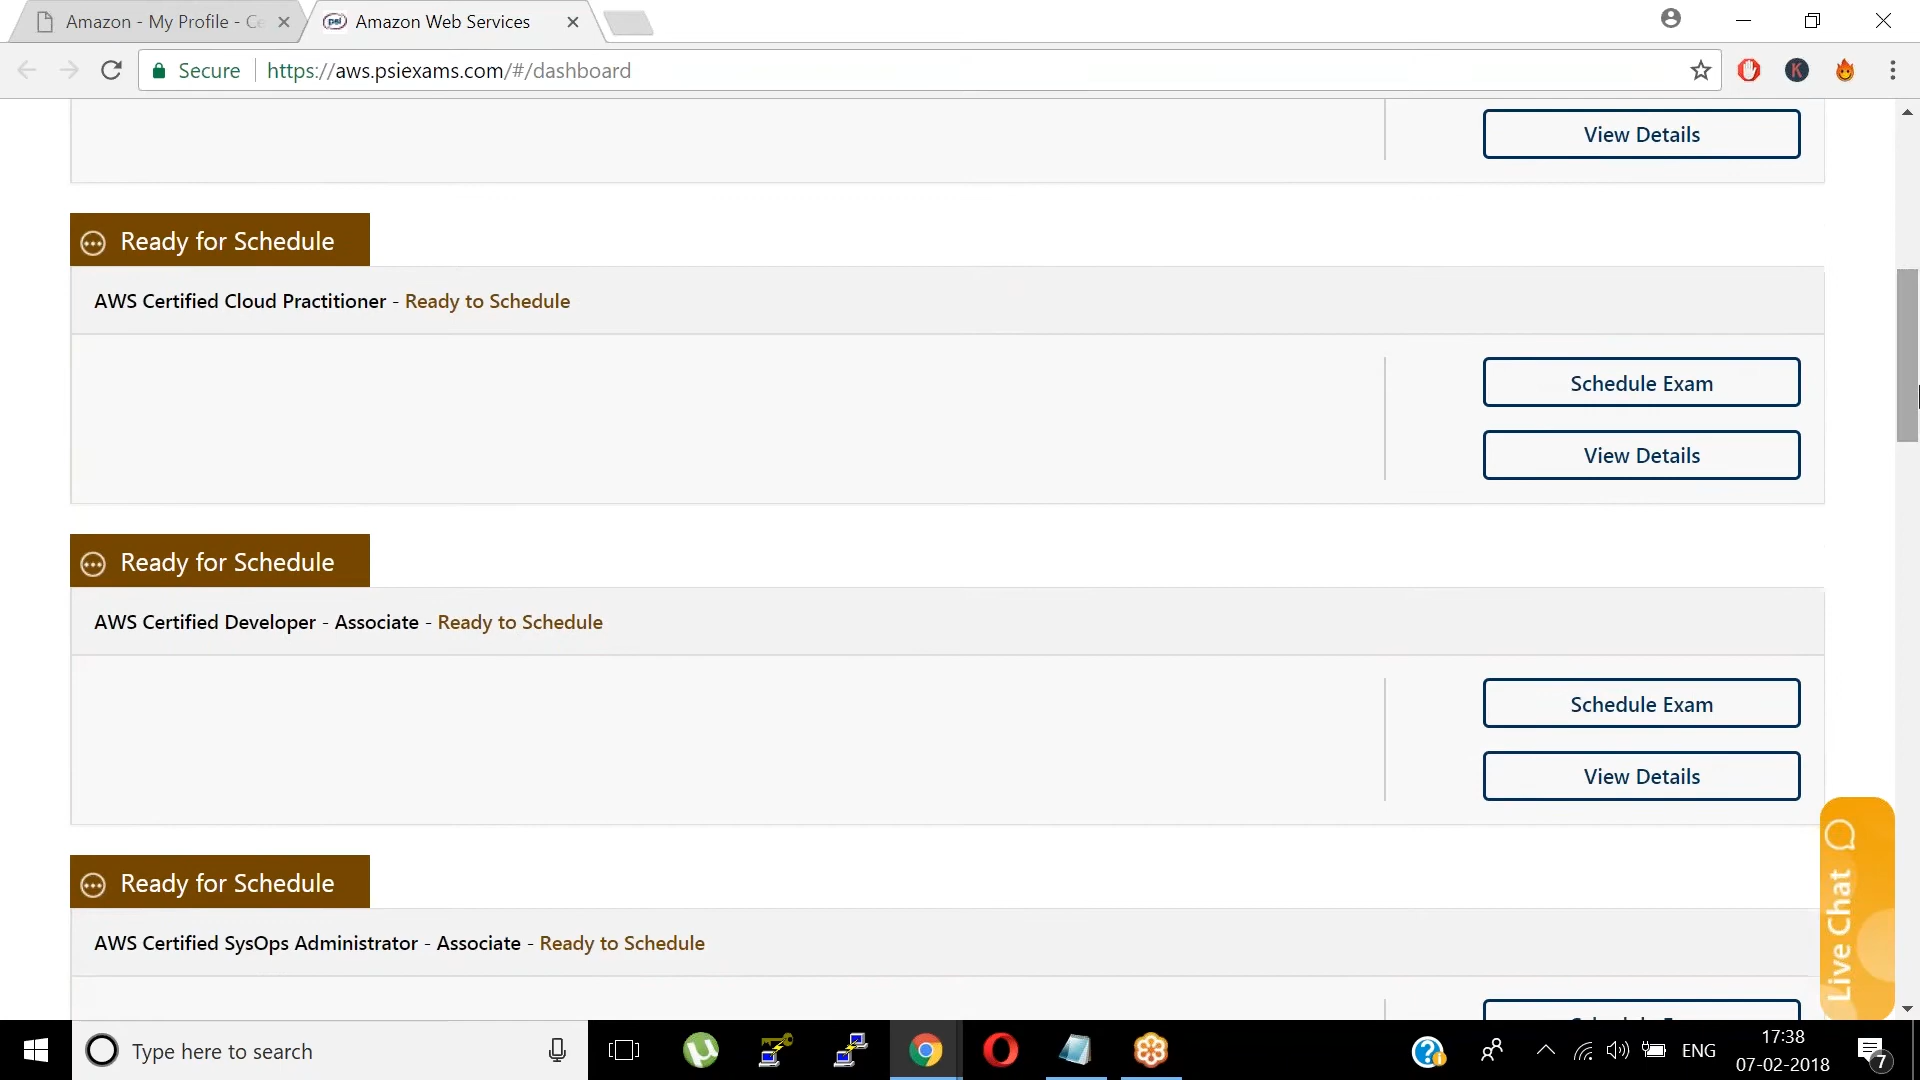 Amazon - My Profile - Ce
psi Amazon Web Services
Secure https://aws.psiexams.com/#/dashboard
K
View Details
Ready for Schedule
AWS Certified Cloud Practitioner - Ready to Schedule
Schedule Exam
View Details
Ready for Schedule
AWS Certified Developer - Associate - Ready to Schedule
Schedule Exam
View Details
Ready for Schedule
AWS Certified SysOps Administrator - Associate - Ready to Schedule
Live Chat
Type here to search
ENG
17:38
07-02-2018
7